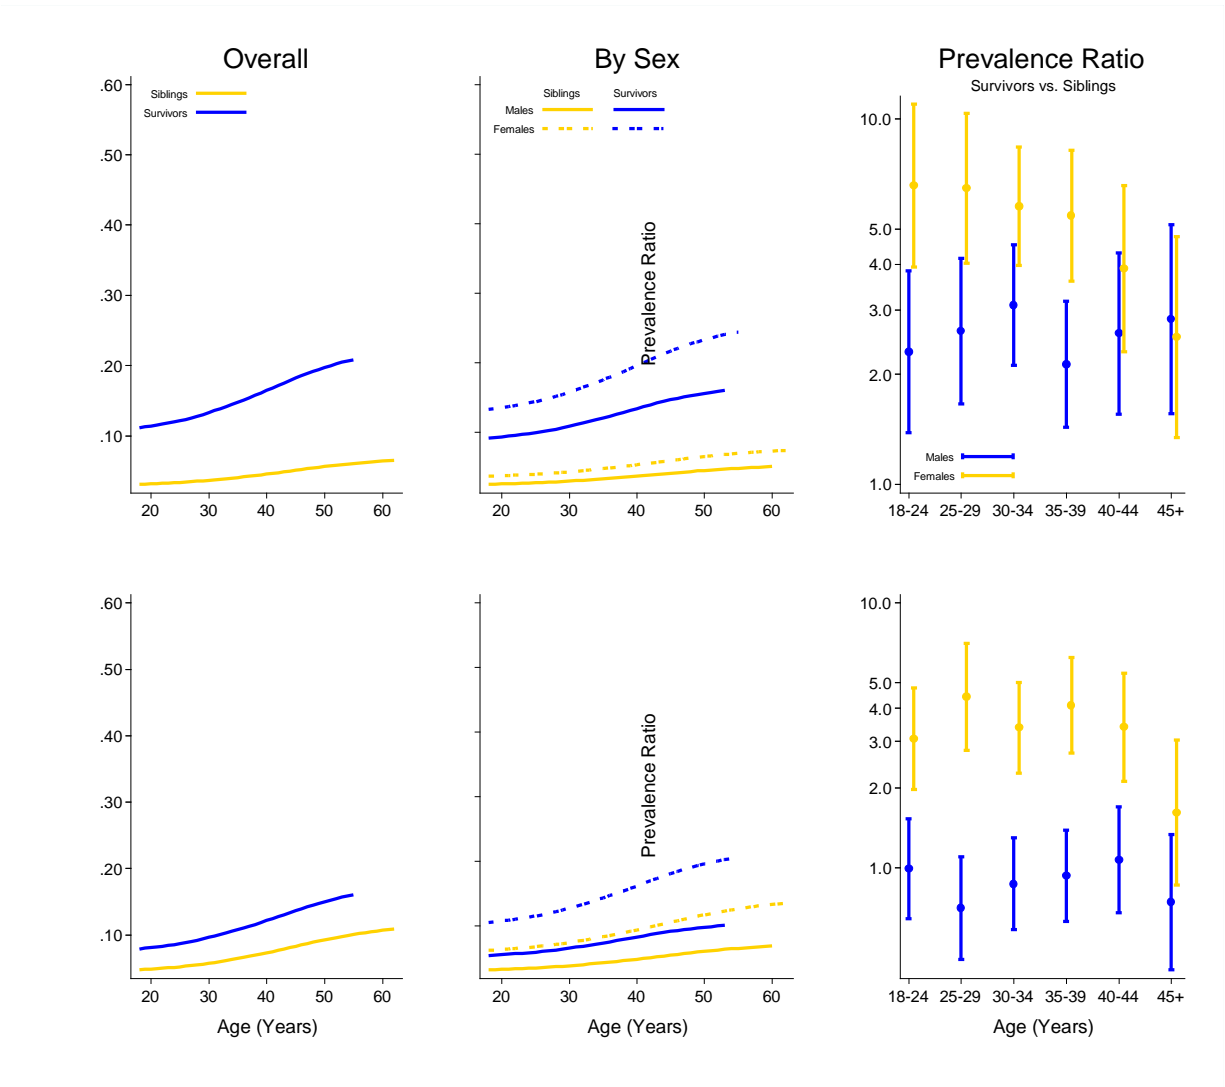 Overall
By Sex
Prevalence Ratio
Survivors vs. Siblings
.60
.50
.40
.30
.20
.10
Siblings
Survivors
20 30 40 50 60
Siblings Survivors
Males
Females
Prevalence Ratio
20 30 40 50 60
10.0
5.0
4.0
3.0
2.0
1.0
Males
Females
18-24 25-29 30-34 35-39 40-44 45+
.60
.50
.40
.30
.20
.10
20 30 40 50 60
Age (Years)
Prevalence Ratio
20 30 40 50 60
Age (Years)
10.0
5.0
4.0
3.0
2.0
1.0
18-24 25-29 30-34 35-39 40-44 45+
Age (Years)